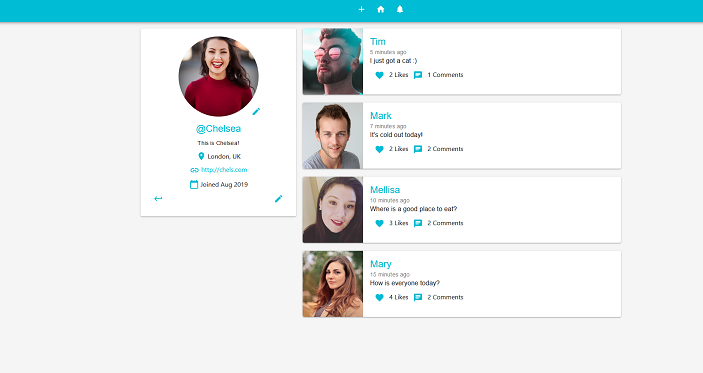 @Chelsea
This is Chelsea!
London, UK
http://chels.com
Joined Aug 2019
Tim
5 minutes ago
I just got a cat :)
2 Likes 1 Comments
Mark
7 minutes ago
It's cold out today!
2 Likes 2 Comments
Mellisa
10 minutes ago
Where is a good place to eat?
3 Likes 2 Comments
Mary
15 minutes ago
How is everyone today?
4 Likes 2 Comments